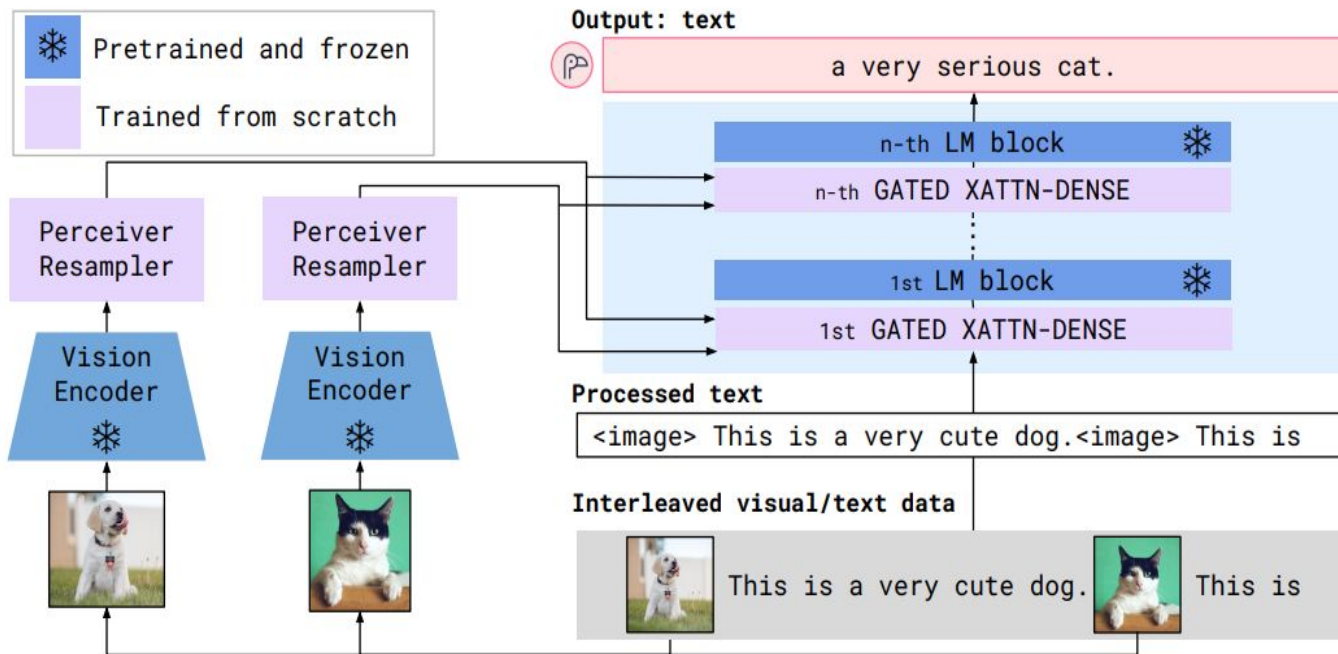 Pretrained and frozen
Trained from scratch
Output: text
a very serious cat.
n-th LM block
n-th GATED XATTN-DENSE
1st LM block
1st GATED XATTN-DENSE
Perceiver
Resampler
Perceiver
Resampler
Vision
Encoder
Vision
Encoder
Processed text
<image> This is a very cute dog.<image> This is
Interleaved visual/text data
This is a very cute dog.
This is